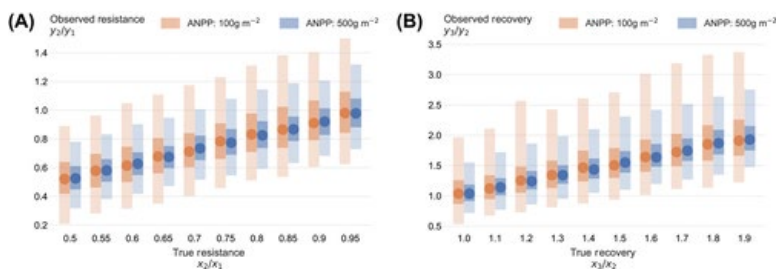 (A)
Observed resistance
y₂/y₁
ANPP: 100g m⁻²
ANPP: 500g m⁻²
1.4
1.2
1.0
0.8
0.6
0.4
0.2
0.5 0.55 0.6 0.65 0.7 0.75 0.8 0.85 0.9 0.95
True resistance
x₂/x₁
(B)
Observed recovery
y₃/y₂
ANPP: 100g m⁻²
ANPP: 500g m⁻²
3.5
3.0
2.5
2.0
1.5
1.0
0.5
1.0 1.1 1.2 1.3 1.4 1.5 1.6 1.7 1.8 1.9
True recovery
x₃/x₂